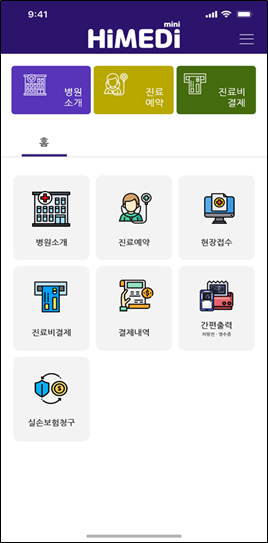 9:41
mini
HiMEDi
병원
소개
진료
예약
진료비
결제
홈
병원소개
진료예약
현장접수
진료비결제
결제내역
간편출력
처방전 · 영수증
실손보험청구